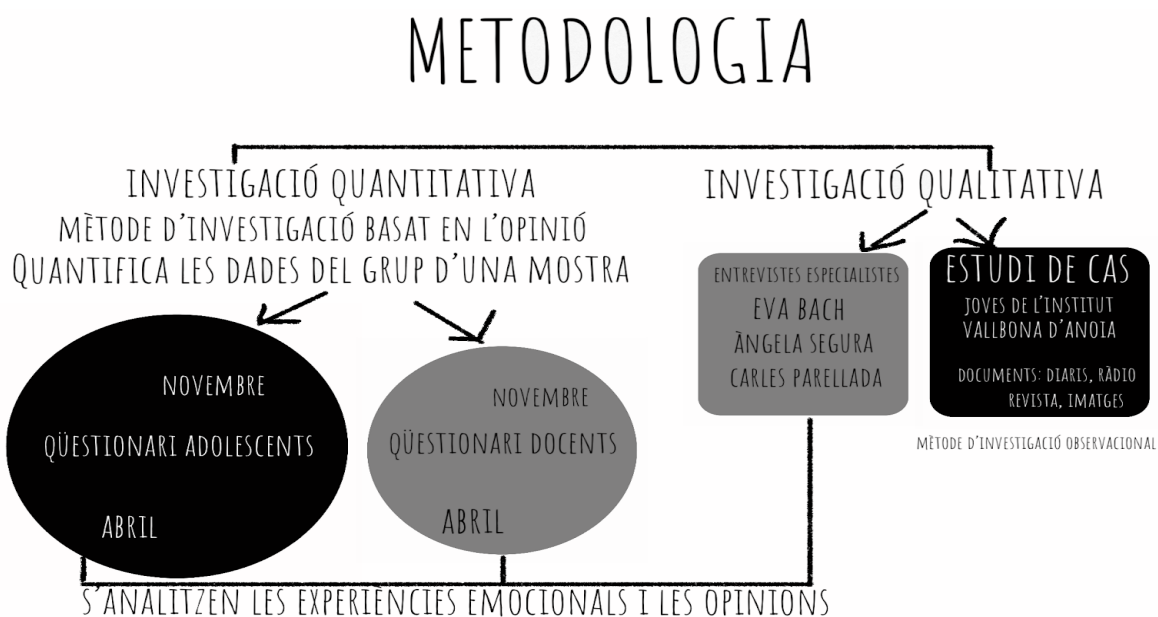 METODOLOGIA
INVESTIGACIÓ QUANTITATIVA
MÈTODE D'INVESTIGACIÓ BASAT EN L'OPINIÓ
QUANTIFICA LES DADES DEL GRUP D'UNA MOSTRA
NOVEMBRE
QÜESTIONARI ADOLESCENTS
ABRIL
NOVEMBRE
QÜESTIONARI DOCENTS
ABRIL
INVESTIGACIÓ QUALITATIVA
ENTREVISTES ESPECIALISTES
EVA BACH
ÀNGELA SEGURA
CARLES PARELLADA
ESTUDI DE CAS
JOVES DE L'INSTITUT
VALLBONA D'ANOIA
DOCUMENTS: DIARIS, RÀDIO
REVISTA, IMATGES
MÈTODE D'INVESTIGACIÓ OBSERVACIONAL
S'ANALITZEN LES EXPERIÈNCIES EMOCIONALS I LES OPINIONS